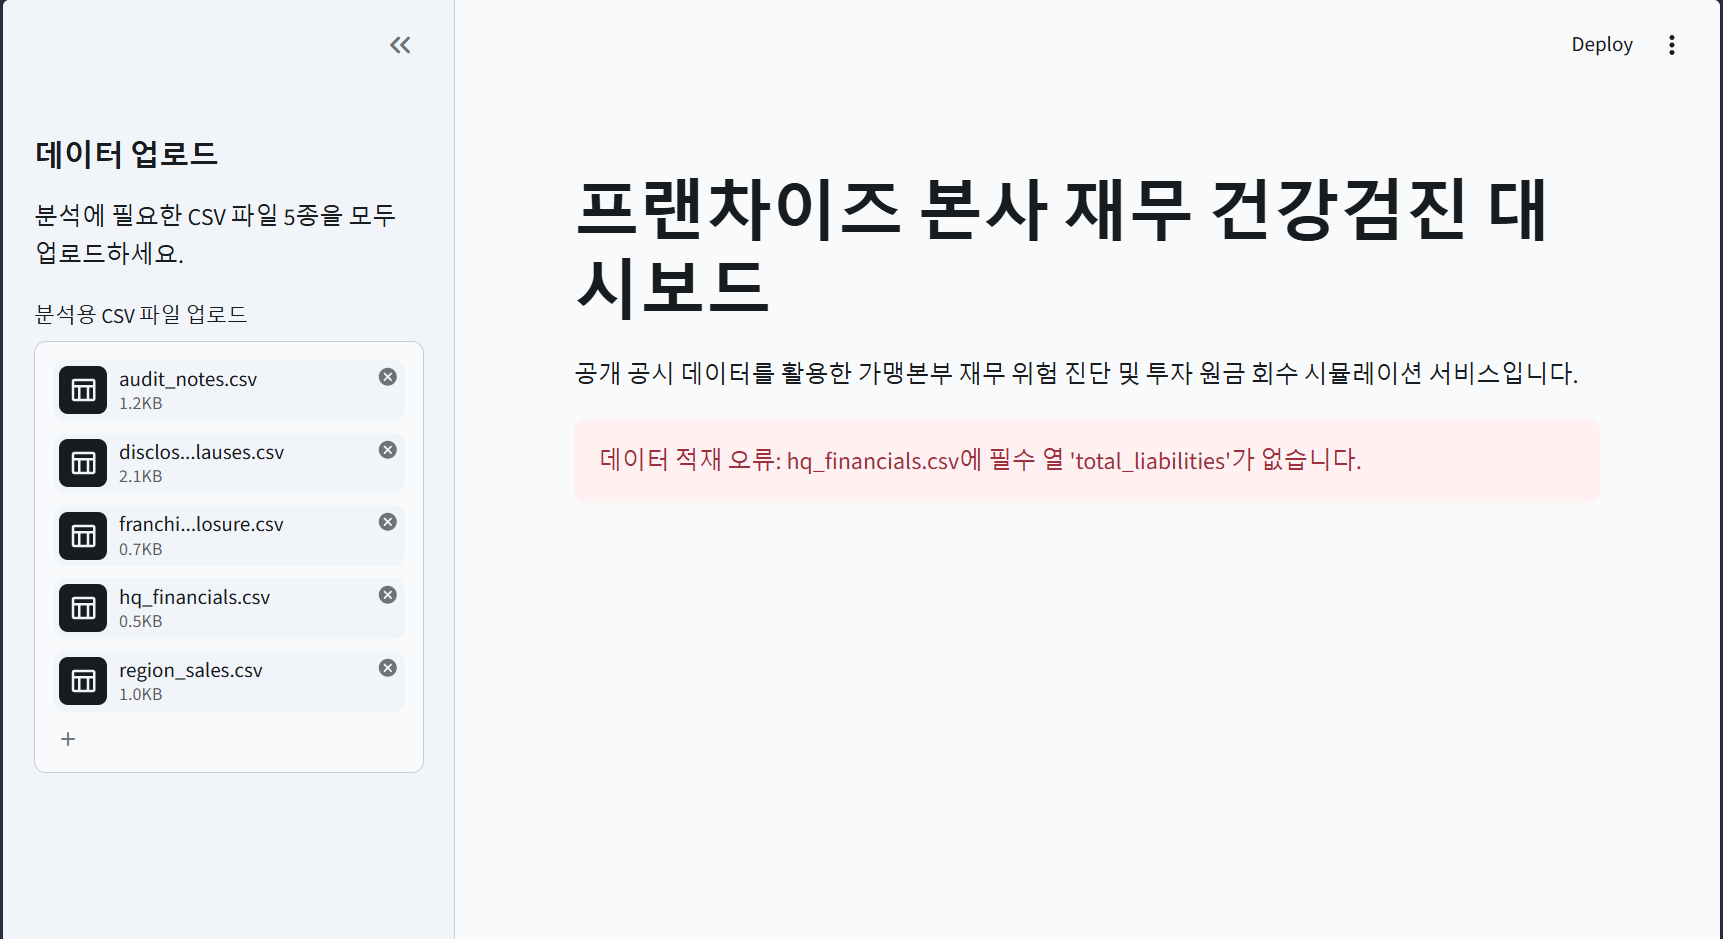 Deploy
데이터 업로드
분석에 필요한 CSV 파일 5종을 모두
업로드하세요.
분석용 CSV 파일 업로드
audit_notes.csv
1.2KB
disclos...lauses.csv
2.1KB
franchi...losure.csv
0.7KB
hq_financials.csv
0.5KB
region_sales.csv
1.0KB
프랜차이즈 본사 재무 건강검진 대
시보드
공개 공시 데이터를 활용한 가맹본부 재무 위험 진단 및 투자 원금 회수 시뮬레이션 서비스입니다.
데이터 적재 오류: hq_financials.csv에 필수 열 'total_liabilities'가 없습니다.